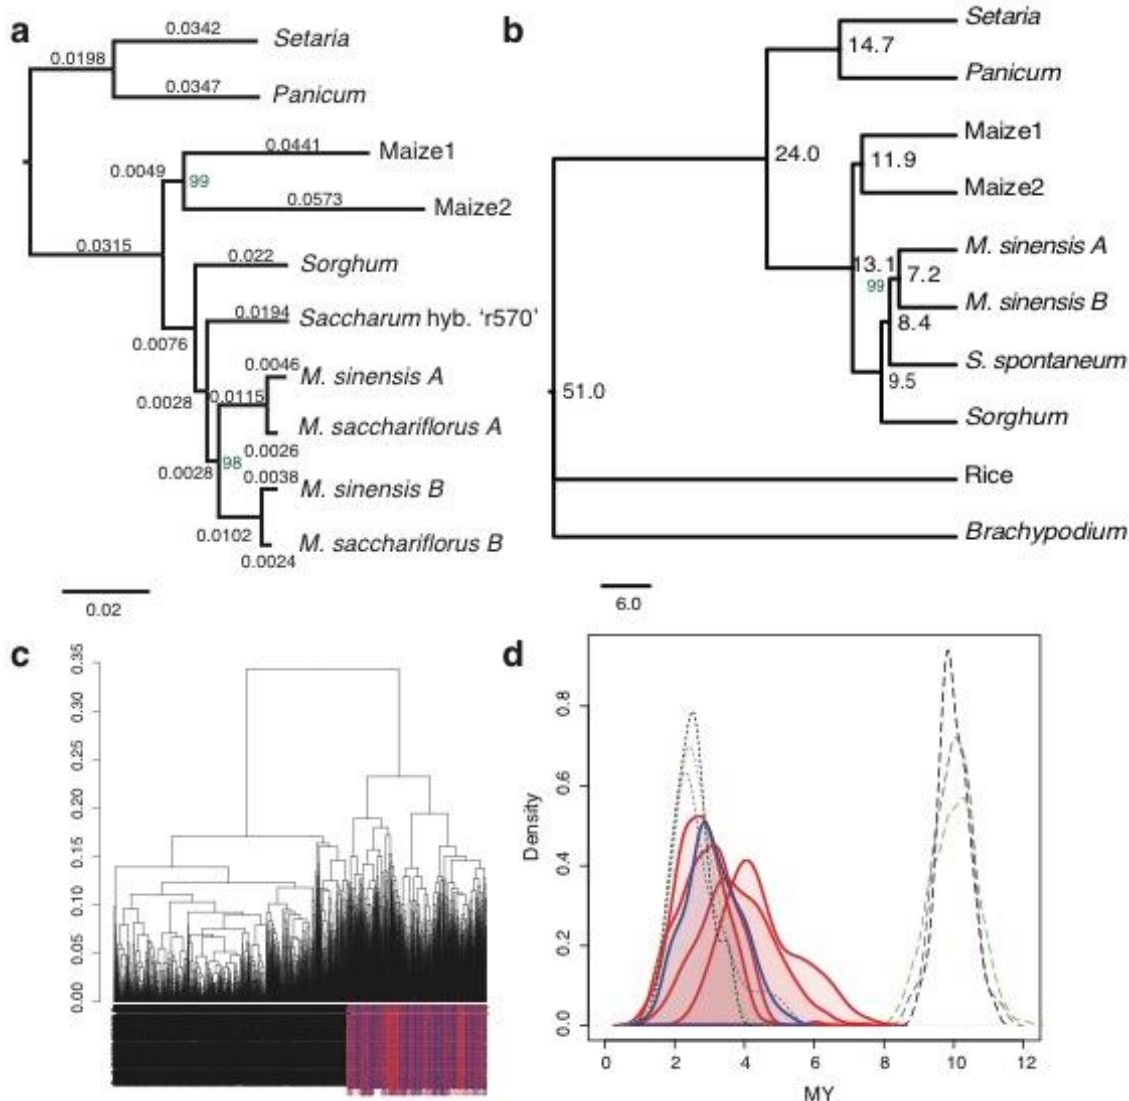 a
0.0342
Setaria
0.0198
0.0347
Panicum
0.0441
Maize1
0.0049
99
0.0573
Maize2
0.0315
0.022
Sorghum
0.0194
Saccharum hyb. ‘r570’
0.0076
0.0046
M. sinensis A
0.0028
0.0115
M. sacchariflorus A
0.0026
0.0028
98
0.0038
M. sinensis B
0.0102
M. sacchariflorus B
0.0024
0.02
b
Setaria
14.7
Panicum
24.0
Maize1
11.9
Maize2
M. sinensis A
13.1
7.2
99
M. sinensis B
8.4
S. spontaneum
9.5
51.0
Sorghum
Rice
Brachypodium
6.0
c
0.35
0.30
0.25
0.20
0.15
0.10
0.05
0.00
d
Density
0.8
0.6
0.4
0.2
0.0
0 2 4 6 8 10 12
MY